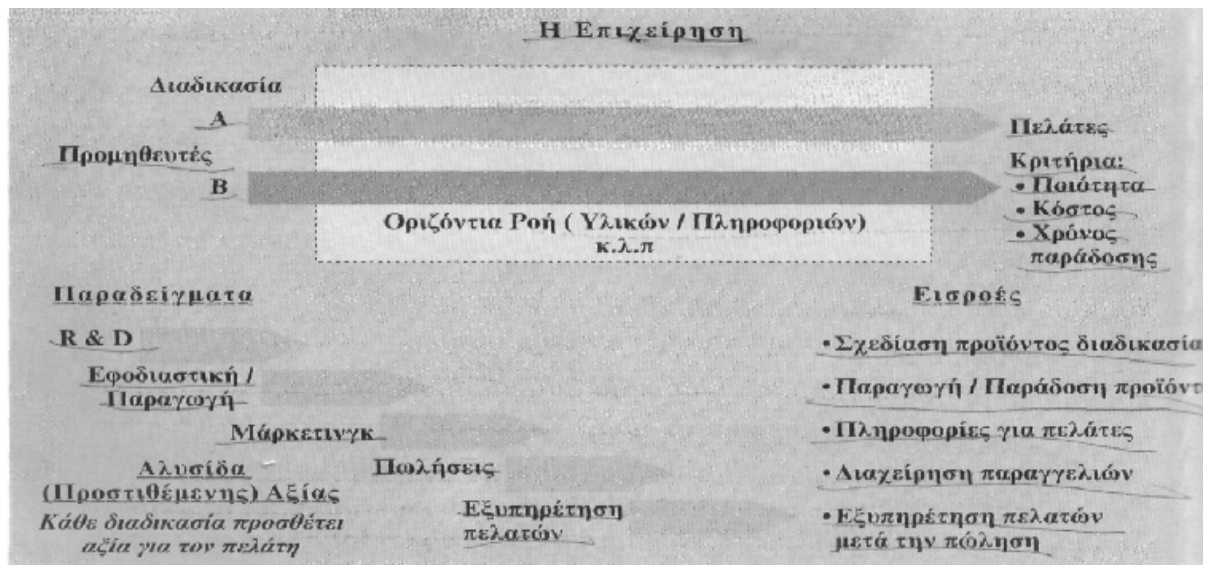 Η Επιχείρηση
Διαδικασία
Α
Προμηθευτές
Β
Πελάτες
Κριτήρια:
• Ποιότητα
• Κόστος
• Χρόνος
παράδοσης
Οριζόντια Ροή ( Υλικών / Πληροφοριών)
κ.λ.π
Παραδείγματα
Εισροές
R & D
• Σχεδίαση προϊόντος διαδικασία
Εφοδιαστική /
Παραγωγή
• Παραγωγή / Παράδοση προϊόντ
Μάρκετινγκ
• Πληροφορίες για πελάτες
Αλυσίδα
(Προστιθέμενης) Αξίας
Κάθε διαδικασία προσθέτει
αξία για τον πελάτη
Πωλήσεις
• Διαχείρηση παραγγελιών
Εξυπηρέτηση
πελατών
• Εξυπηρέτηση πελατών
μετά την πώληση